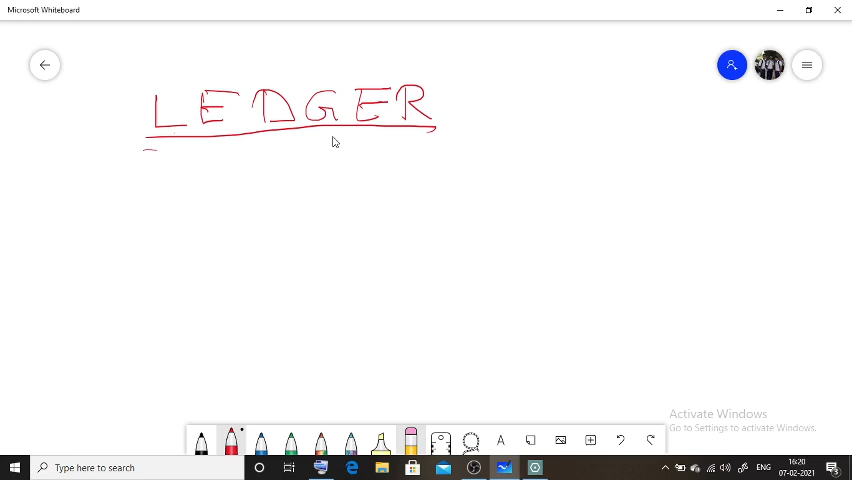 Microsoft Whiteboard
LEDGER
Activate Windows
Go to Settings to activate Windows.
Type here to search
ENG
16:20
07-02-2021
3